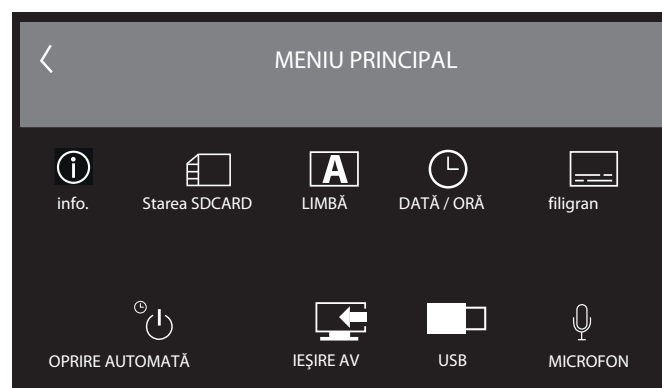 MENIU PRINCIPAL
info. Starea SDCARD LIMBĂ DATĂ / ORĂ filigran
OPRIRE AUTOMATĂ IEŞIRE AV USB MICROFON